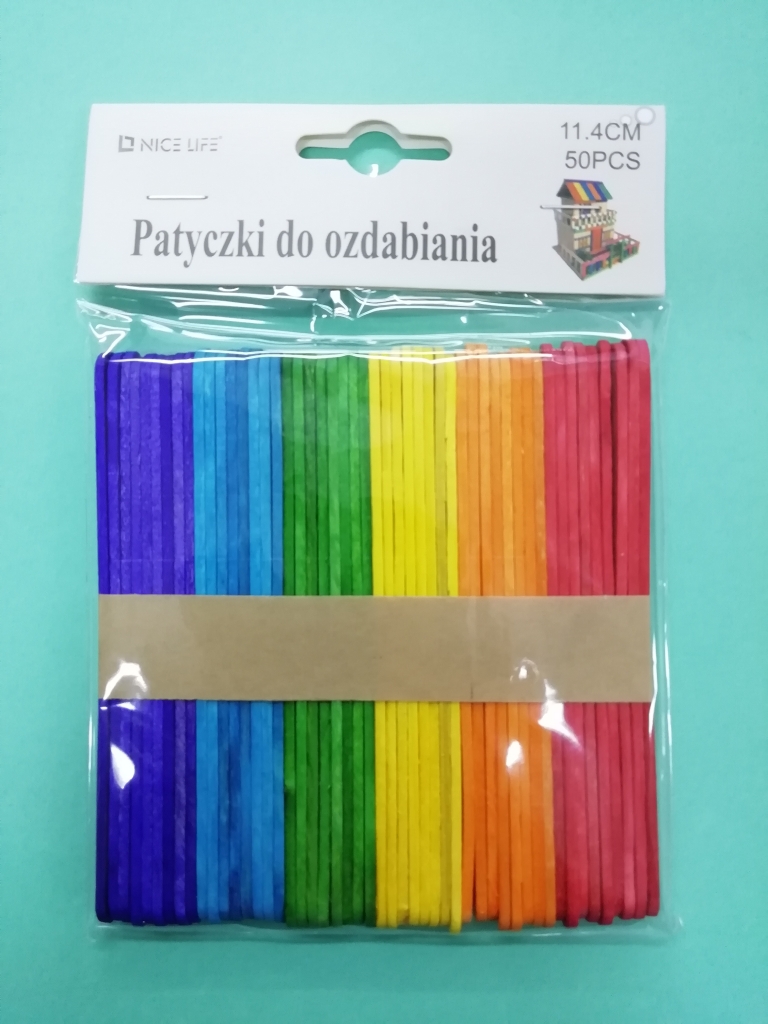 NICE LIFE
11.4CM
50PCS
Patyczki do ozdabiania